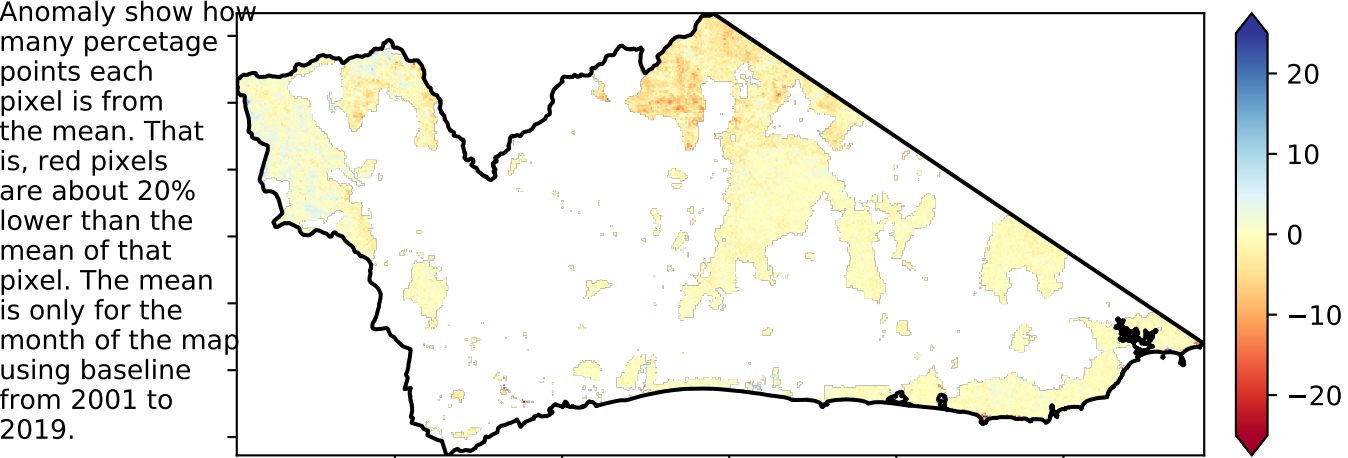 Anomaly show how
many percetage
points each
pixel is from
the mean. That
is, red pixels
are about 20%
lower than the
mean of that
pixel. The mean
is only for the
month of the map
using baseline
from 2001 to
2019.
20
10
0
−10
−20